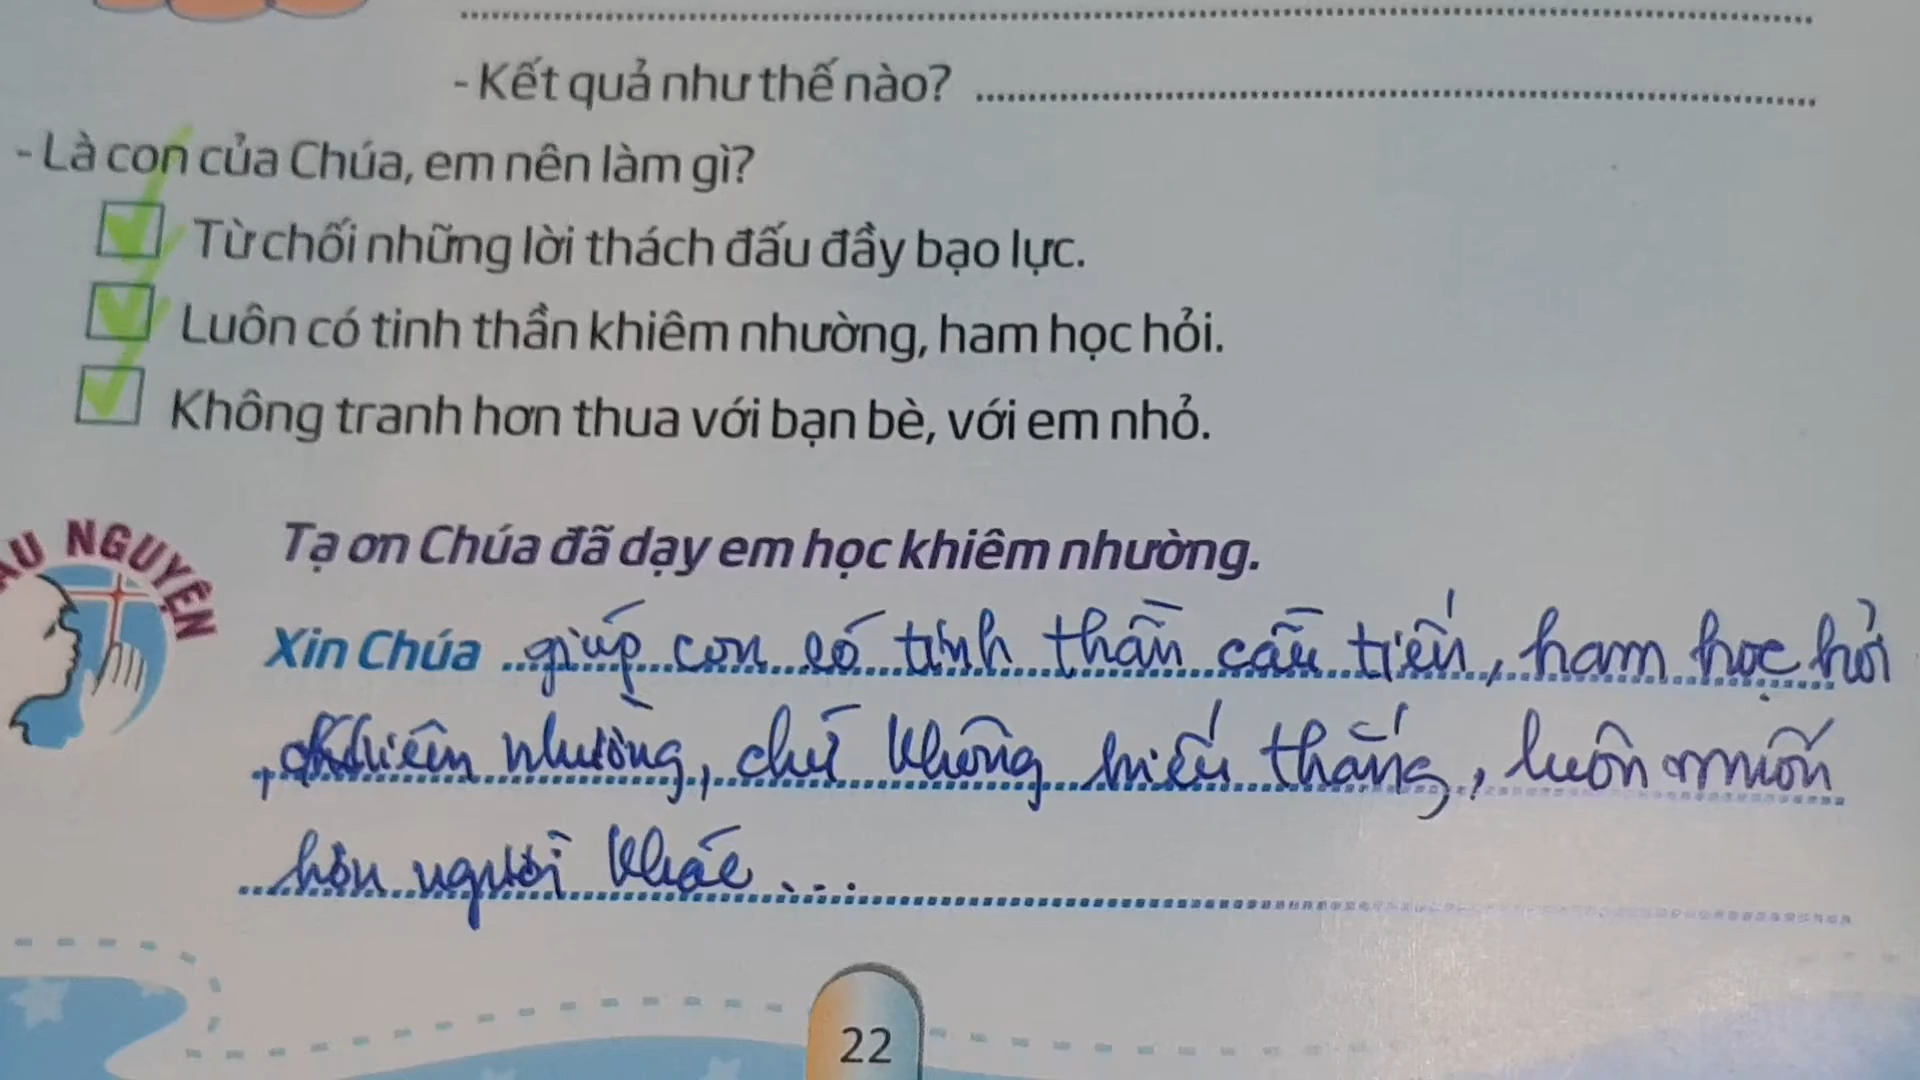 - Kết quả như thế nào? ........................
- Là con của Chúa, em nên làm gì?
Từ chối những lời thách đấu đầy bạo lực.
Luôn có tinh thần khiêm nhường, ham học hỏi.
Không tranh hơn thua với bạn bè, với em nhỏ.
ẦU NGUYỆN
Tạ ơn Chúa đã dạy em học khiêm nhường.
Xin Chúa giúp con có tinh thần cầu tiến, ham học hỏi
, khiêm nhường, chứ không hiếu thắng, luôn muốn
hơn người khác ...
22